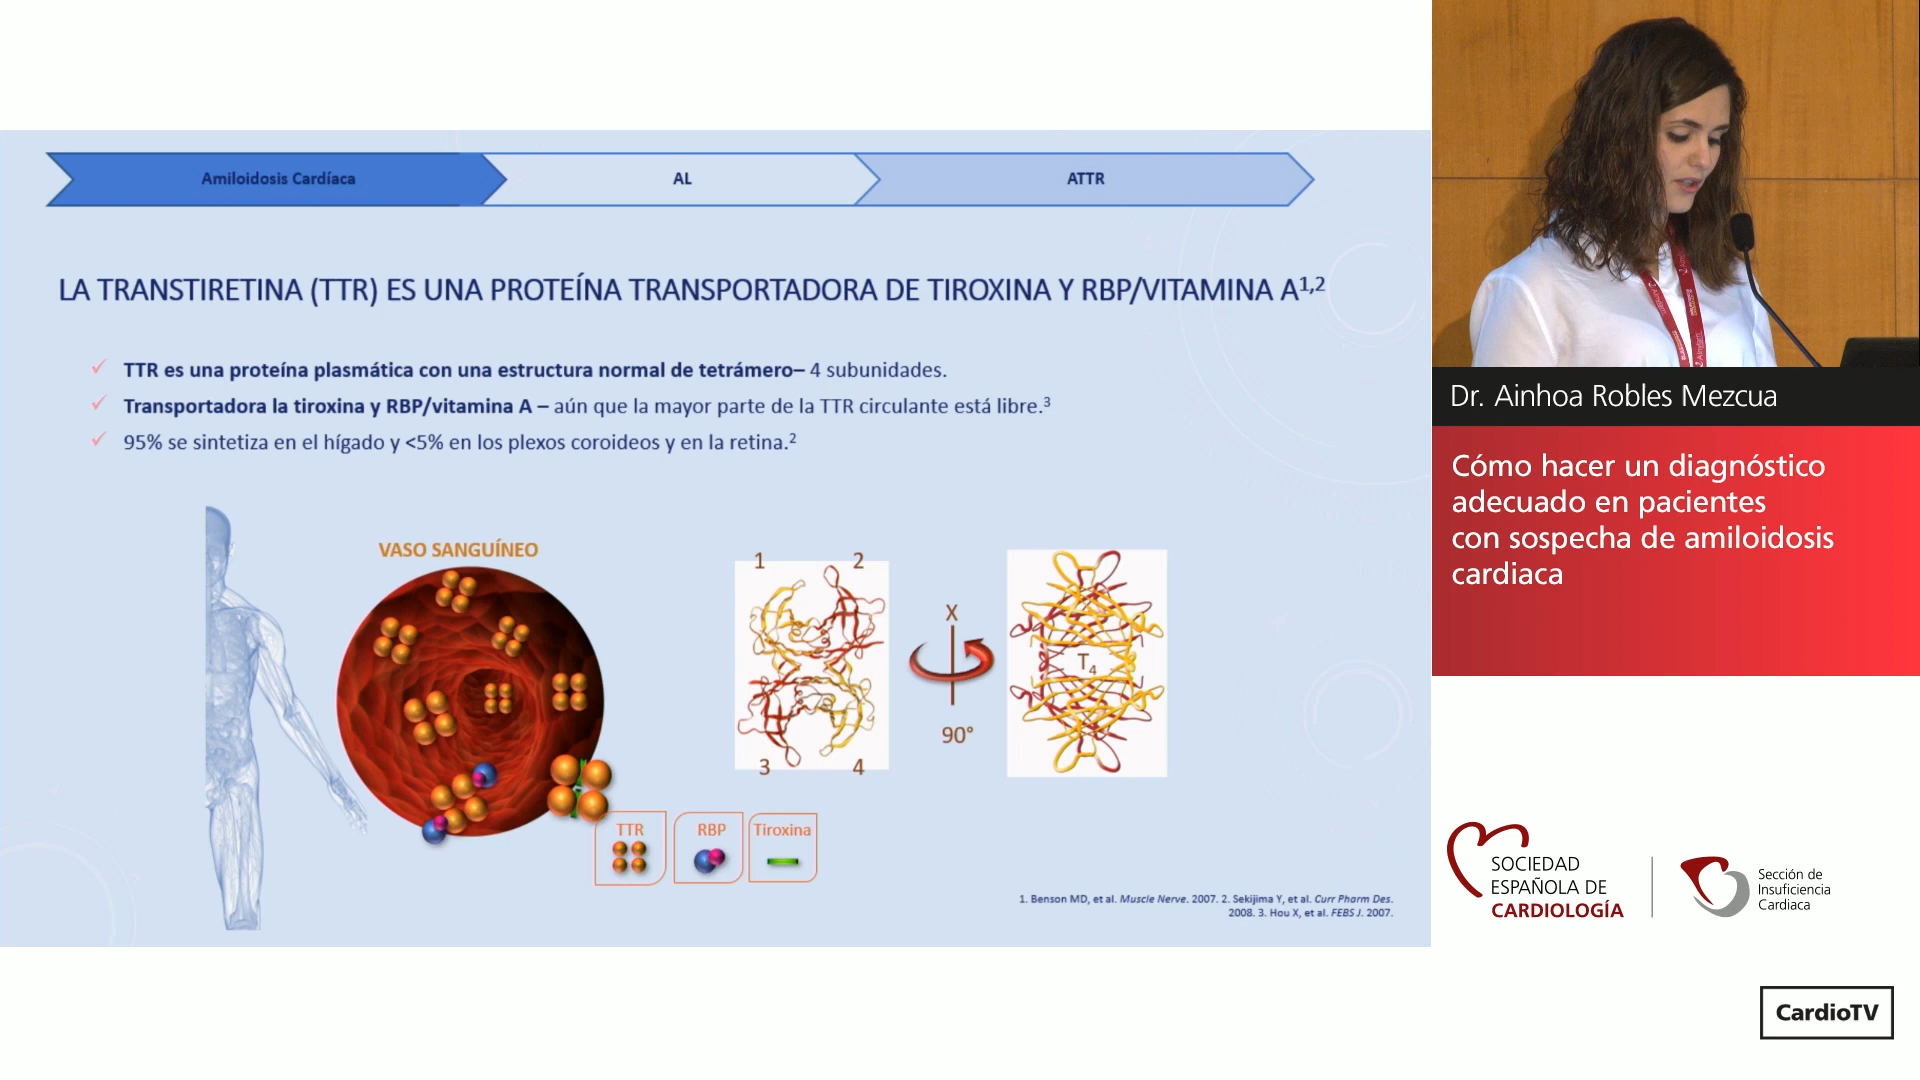 Amiloidosis Cardíaca
AL
ATTR
LA TRANSTIRETINA (TTR) ES UNA PROTEÍNA TRANSPORTADORA DE TIROXINA Y RBP/VITAMINA A1,2
✓ TTR es una proteína plasmática con una estructura normal de tetrámero– 4 subunidades.
✓ Transportadora la tiroxina y RBP/vitamina A – aún que la mayor parte de la TTR circulante está libre.3
✓ 95% se sintetiza en el hígado y <5% en los plexos coroideos y en la retina.2
VASO SANGUÍNEO
1 2
3 4
X
90°
T4
TTR
RBP
Tiroxina
1. Benson MD, et al. Muscle Nerve. 2007. 2. Sekijima Y, et al. Curr Pharm Des.
2008. 3. Hou X, et al. FEBS J. 2007.
Dr. Ainhoa Robles Mezcua
Cómo hacer un diagnóstico
adecuado en pacientes
con sospecha de amiloidosis
cardiaca
SOCIEDAD
ESPAÑOLA DE
CARDIOLOGÍA
Sección de
Insuficiencia
Cardiaca
CardioTV